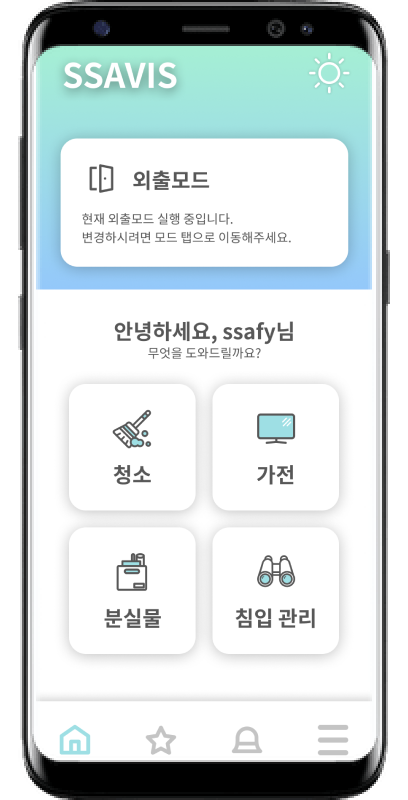 SSAVIS
외출모드
현재 외출모드 실행 중입니다.
변경하시려면 모드 탭으로 이동해주세요.
안녕하세요, ssafy님
무엇을 도와드릴까요?
청소
가전
분실물
침입 관리